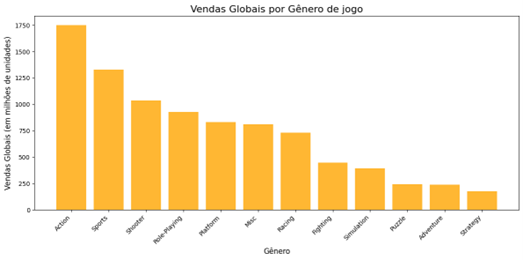 Vendas Globais por Gênero de jogo
Vendas Globais (em milhões de unidades)
1750
1500
1250
1000
750
500
250
0
Action
Sports
Shooter
Role-Playing
Platform
Misc
Racing
Fighting
Simulation
Puzzle
Adventure
Strategy
Gênero